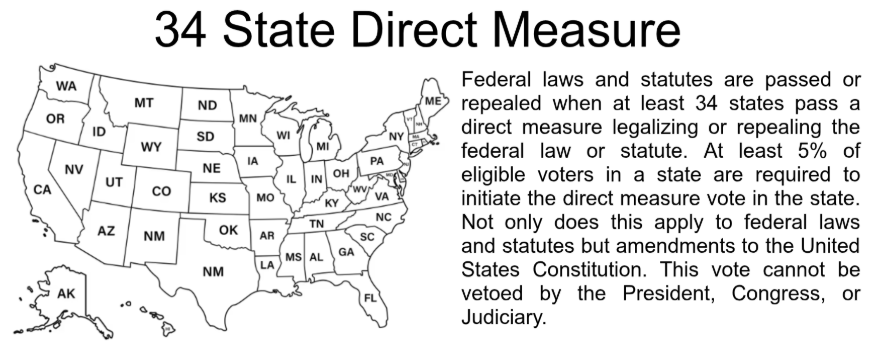 34 State Direct Measure
WA
MT
ND
MN
ME
OR
ID
SD
WI
MI
NY
WY
IA
PA
NV
NE
IL
IN
OH
UT
CO
WV
VA
CA
KS
MO
KY
NC
AZ
NM
OK
AR
TN
SC
NM
LA
MS
AL
GA
AK
FL
Federal laws and statutes are passed or
repealed when at least 34 states pass a
direct measure legalizing or repealing the
federal law or statute. At least 5% of
eligible voters in a state are required to
initiate the direct measure vote in the state.
Not only does this apply to federal laws
and statutes but amendments to the United
States Constitution. This vote cannot be
vetoed by the President, Congress, or
Judiciary.